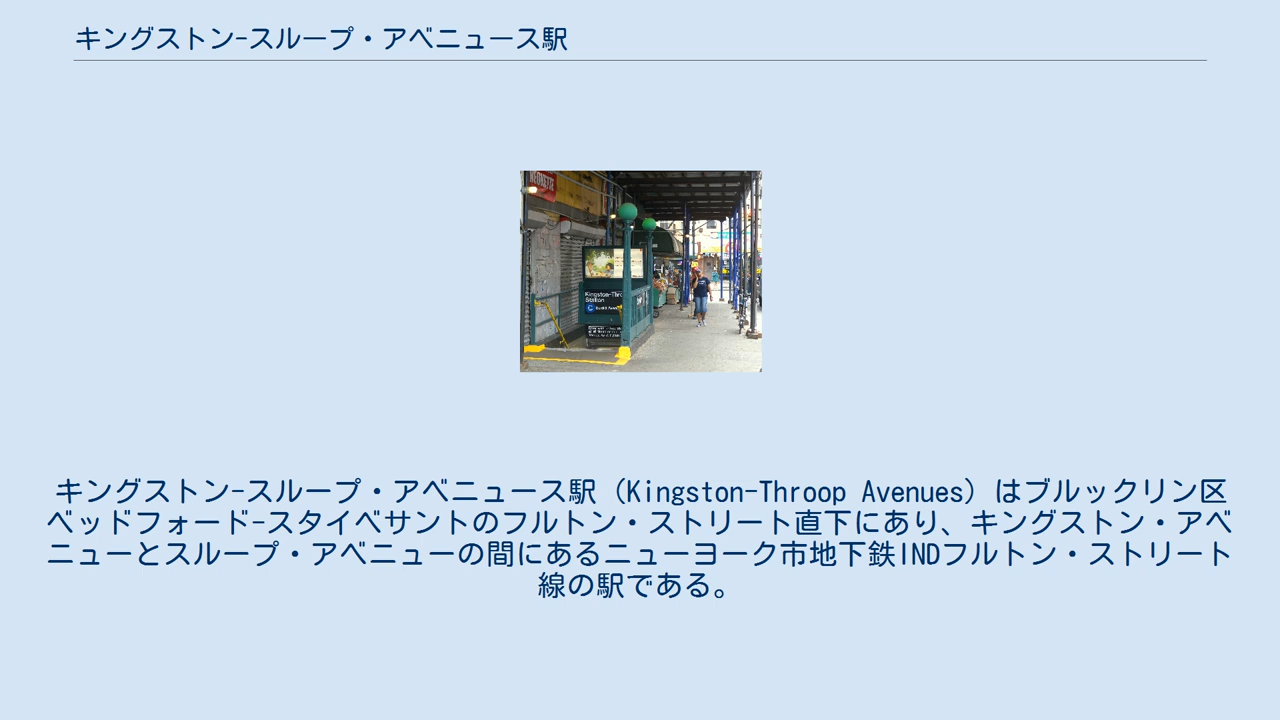 キングストン-スループ・アベニュース駅
Kingston-Thro
Station
C
キングストン-スループ・アベニュース駅（Kingston-Throop Avenues）はブルックリン区
ベッドフォード-スタイベサントのフルトン・ストリート直下にあり、キングストン・アベ
ニューとスループ・アベニューの間にあるニューヨーク市地下鉄INDフルトン・ストリート
線の駅である。